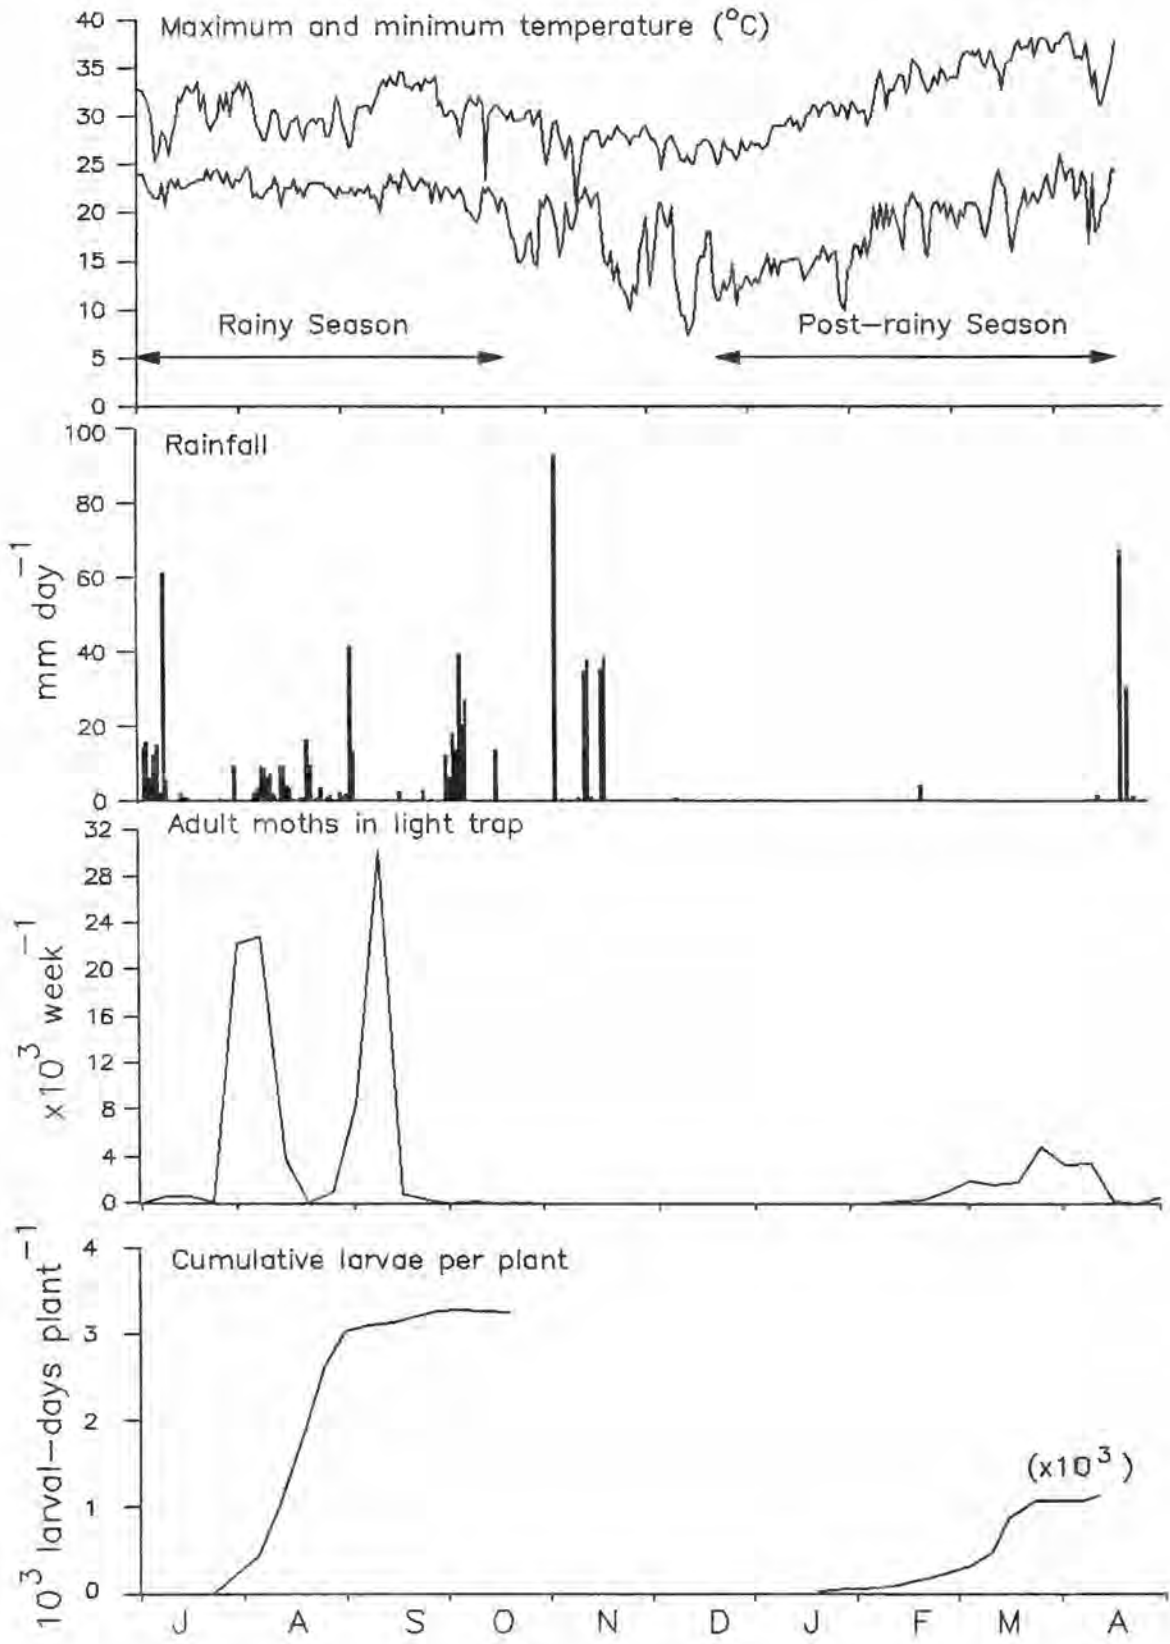 Maximum and minimum temperature (°C)
40
35
30
25
20
15
10
5
0
Rainy Season
Post-rainy Season
Rainfall
mm day⁻¹
100
80
60
40
20
0
Adult moths in light trap
x10³ week⁻¹
32
28
24
20
16
12
8
4
0
Cumulative larvae per plant
10³ larval-days plant⁻¹
4
3
2
1
0
(x10³)
J A S O N D J F M A